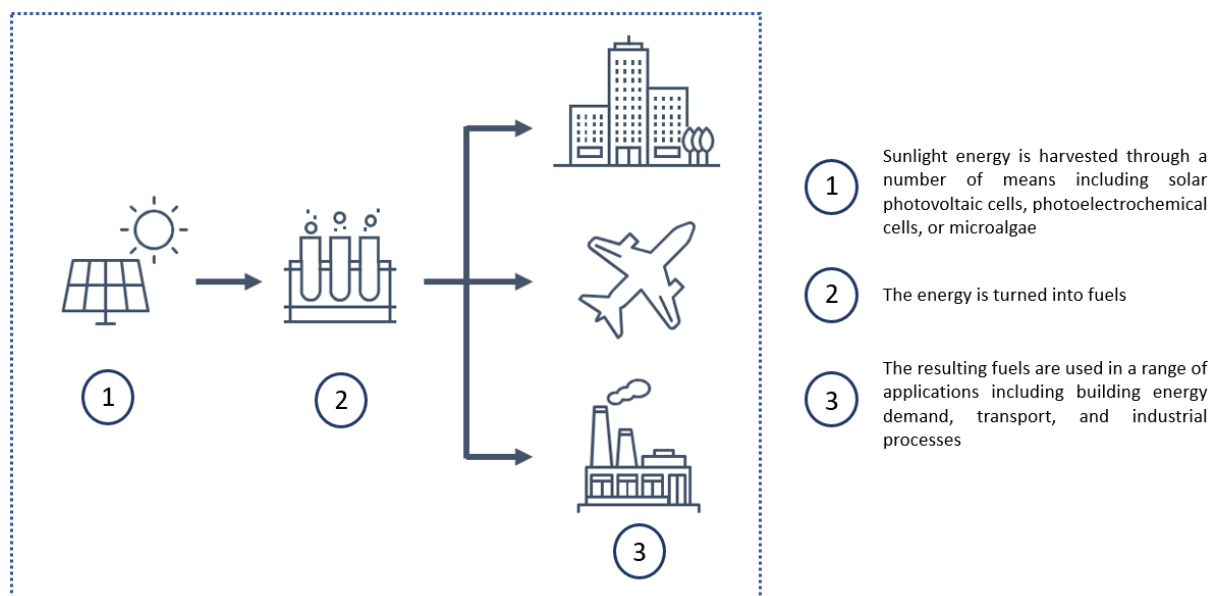 1
2
3
1
Sunlight energy is harvested through a
number of means including solar
photovoltaic cells, photoelectrochemical
cells, or microalgae
2
The energy is turned into fuels
3
The resulting fuels are used in a range of
applications including building energy
demand, transport, and industrial
processes